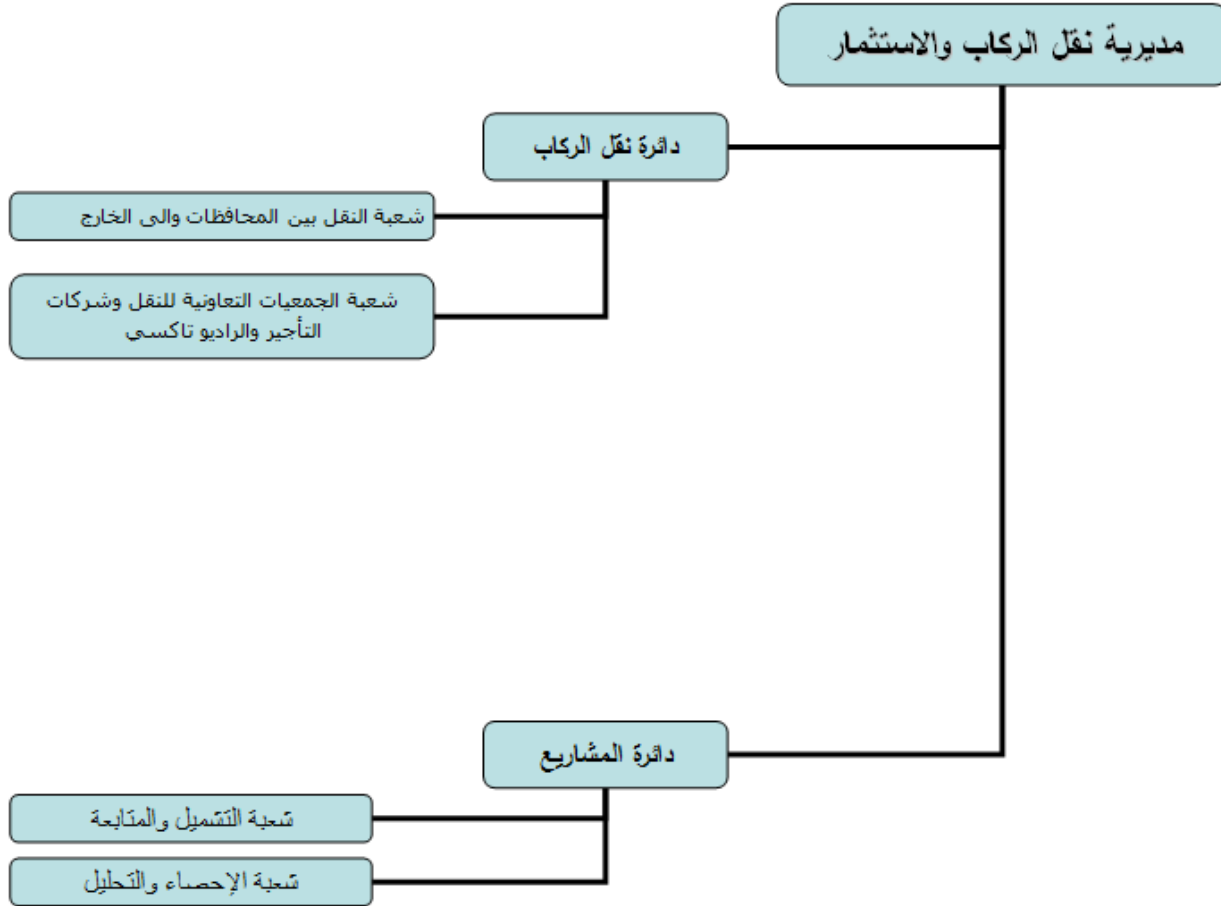 مديرية نقل الركاب والاستثمار
دائرة نقل الركاب
شعبة النقل بين المحافظات والى الخارج
شعبة الجمعيات التعاونية للنقل وشركات
التأجير والراديو تاكسي
دائرة المشاريع
شعبة التشميل والمتابعة
شعبة الإحصاء والتحليل